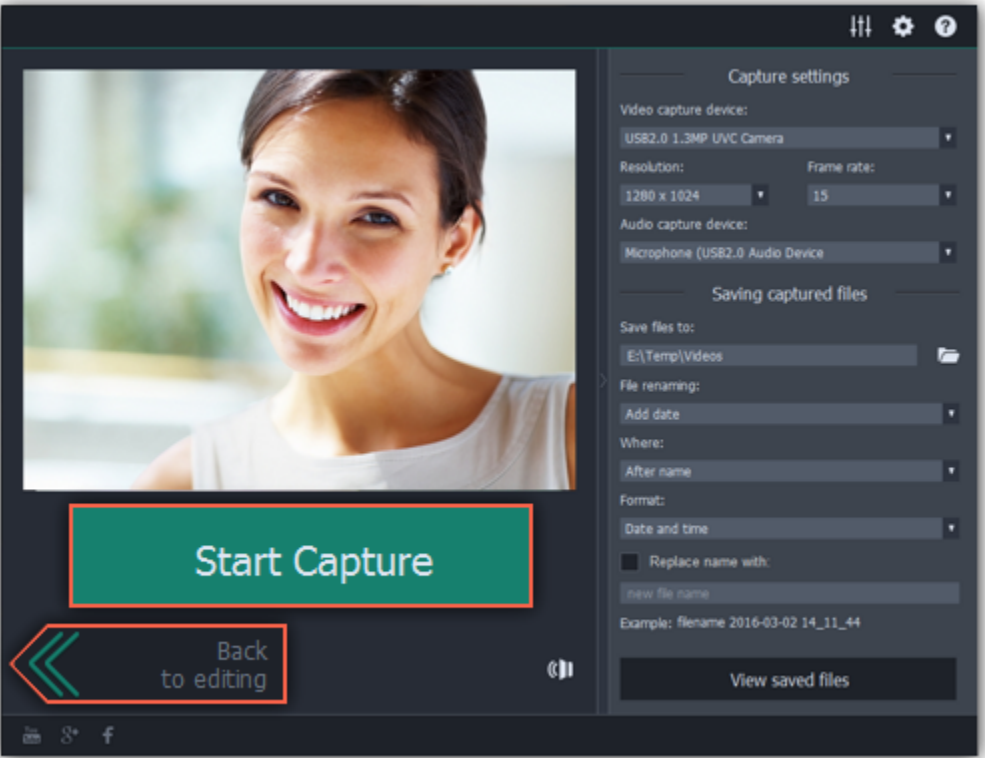 Capture settings
Video capture device:
USB2.0 1.3MP UVC Camera
Resolution: Frame rate:
1280 x 1024 15
Audio capture device:
Microphone (USB2.0 Audio Device
Saving captured files
Save files to:
E:\Temp\Videos
File renaming:
Add date
Where:
After name
Format:
Date and time
Replace name with:
new file name
Example: filename 2016-03-02 14_11_44
View saved files
Start Capture
Back
to editing